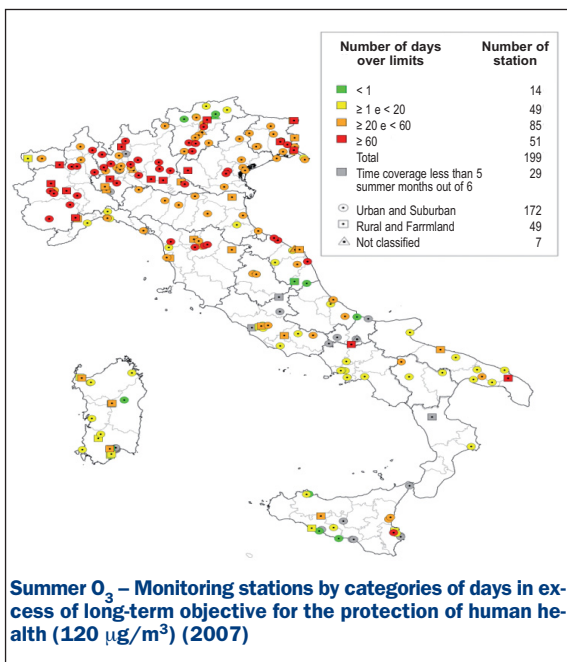 Number of days over limits Number of station
< 1 14
≥ 1 e < 20 49
≥ 20 e < 60 85
≥ 60 51
Total 199
Time coverage less than 5 summer months out of 6 29
Urban and Suburban 172
Rural and Farmland 49
Not classified 7
Summer O₃ – Monitoring stations by categories of days in ex-
cess of long-term objective for the protection of human he-
alth (120 µg/m³) (2007)